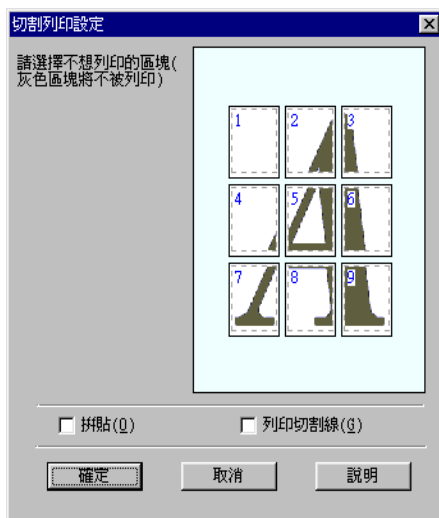 切割列印設定
請選擇不想列印的區塊(
灰色區塊將不被列印)
1 2 3
4 5 6
7 8 9
拼貼(O)
列印切割線(G)
確定 取消 說明